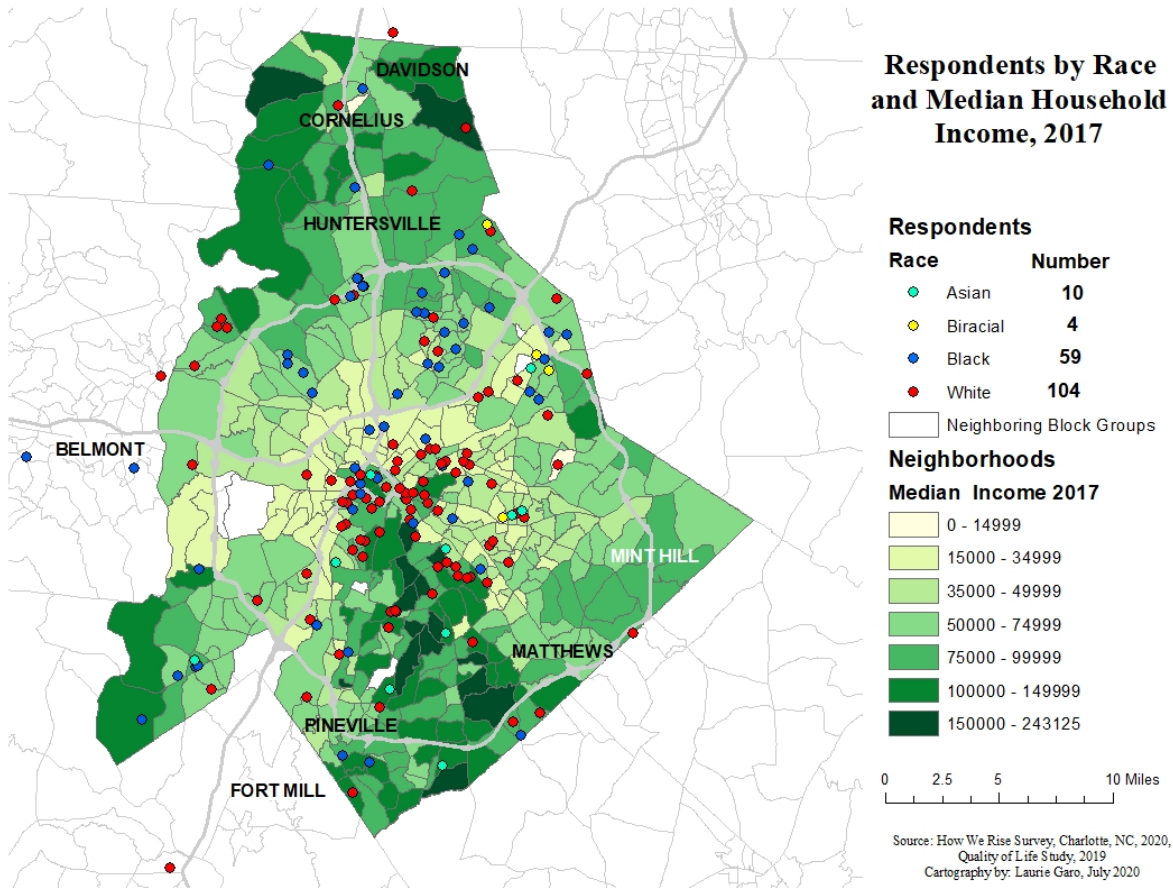 Respondents by Race
and Median Household
Income, 2017
DAVIDSON
CORNELIUS
HUNTERSVILLE
BELMONT
MINT HILL
MATTHEWS
PINEVILLE
FORT MILL
Respondents
Race Number
Asian 10
Biracial 4
Black 59
White 104
Neighboring Block Groups
Neighborhoods
Median Income 2017
0 - 14999
15000 - 34999
35000 - 49999
50000 - 74999
75000 - 99999
100000 - 149999
150000 - 243125
0 2.5 5 10 Miles
Source: How We Rise Survey, Charlotte, NC, 2020,
Quality of Life Study, 2019
Cartography by: Laurie Garo, July 2020